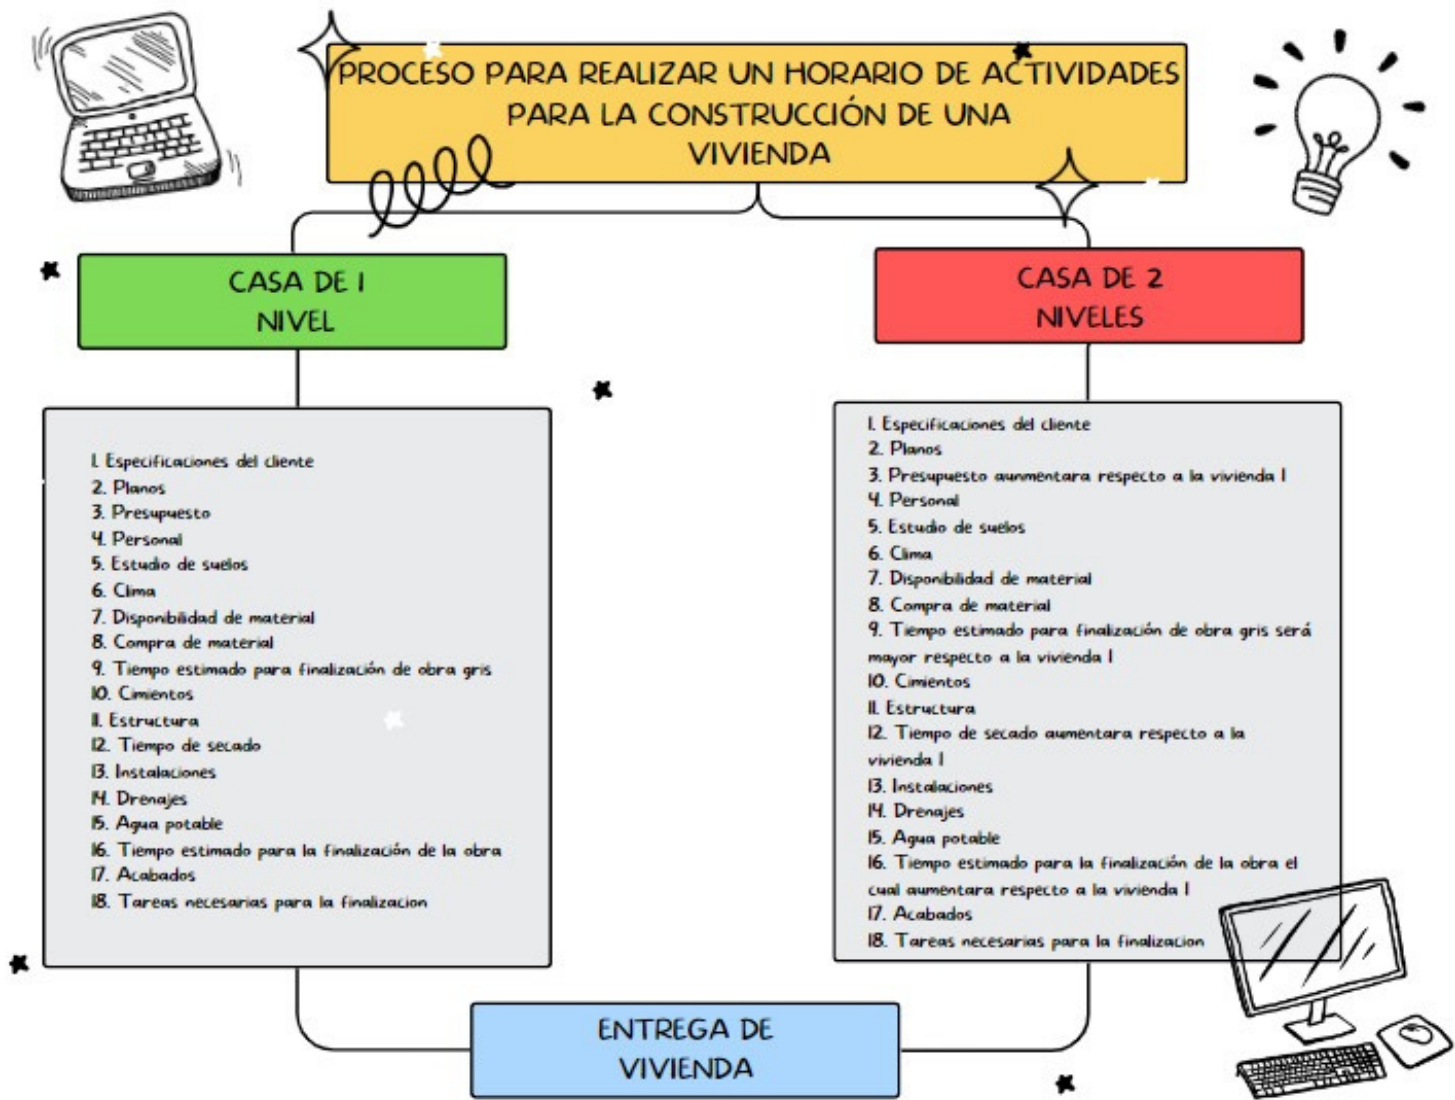 PROCESO PARA REALIZAR UN HORARIO DE ACTIVIDADES
PARA LA CONSTRUCCIÓN DE UNA
VIVIENDA
CASA DE 1
NIVEL
1. Especificaciones del cliente
2. Planos
3. Presupuesto
4. Personal
5. Estudio de suelos
6. Clima
7. Disponibilidad de material
8. Compra de material
9. Tiempo estimado para finalización de obra gris
10. Cimientos
11. Estructura
12. Tiempo de secado
13. Instalaciones
14. Drenajes
15. Agua potable
16. Tiempo estimado para la finalización de la obra
17. Acabados
18. Tareas necesarias para la finalizacion
CASA DE 2
NIVELES
1. Especificaciones del cliente
2. Planos
3. Presupuesto aunmentara respecto a la vivienda 1
4. Personal
5. Estudio de suelos
6. Clima
7. Disponibilidad de material
8. Compra de material
9. Tiempo estimado para finalización de obra gris será
mayor respecto a la vivienda 1
10. Cimientos
11. Estructura
12. Tiempo de secado aumentara respecto a la
vivienda 1
13. Instalaciones
14. Drenajes
15. Agua potable
16. Tiempo estimado para la finalización de la obra el
cual aumentara respecto a la vivienda 1
17. Acabados
18. Tareas necesarias para la finalizacion
ENTREGA DE
VIVIENDA